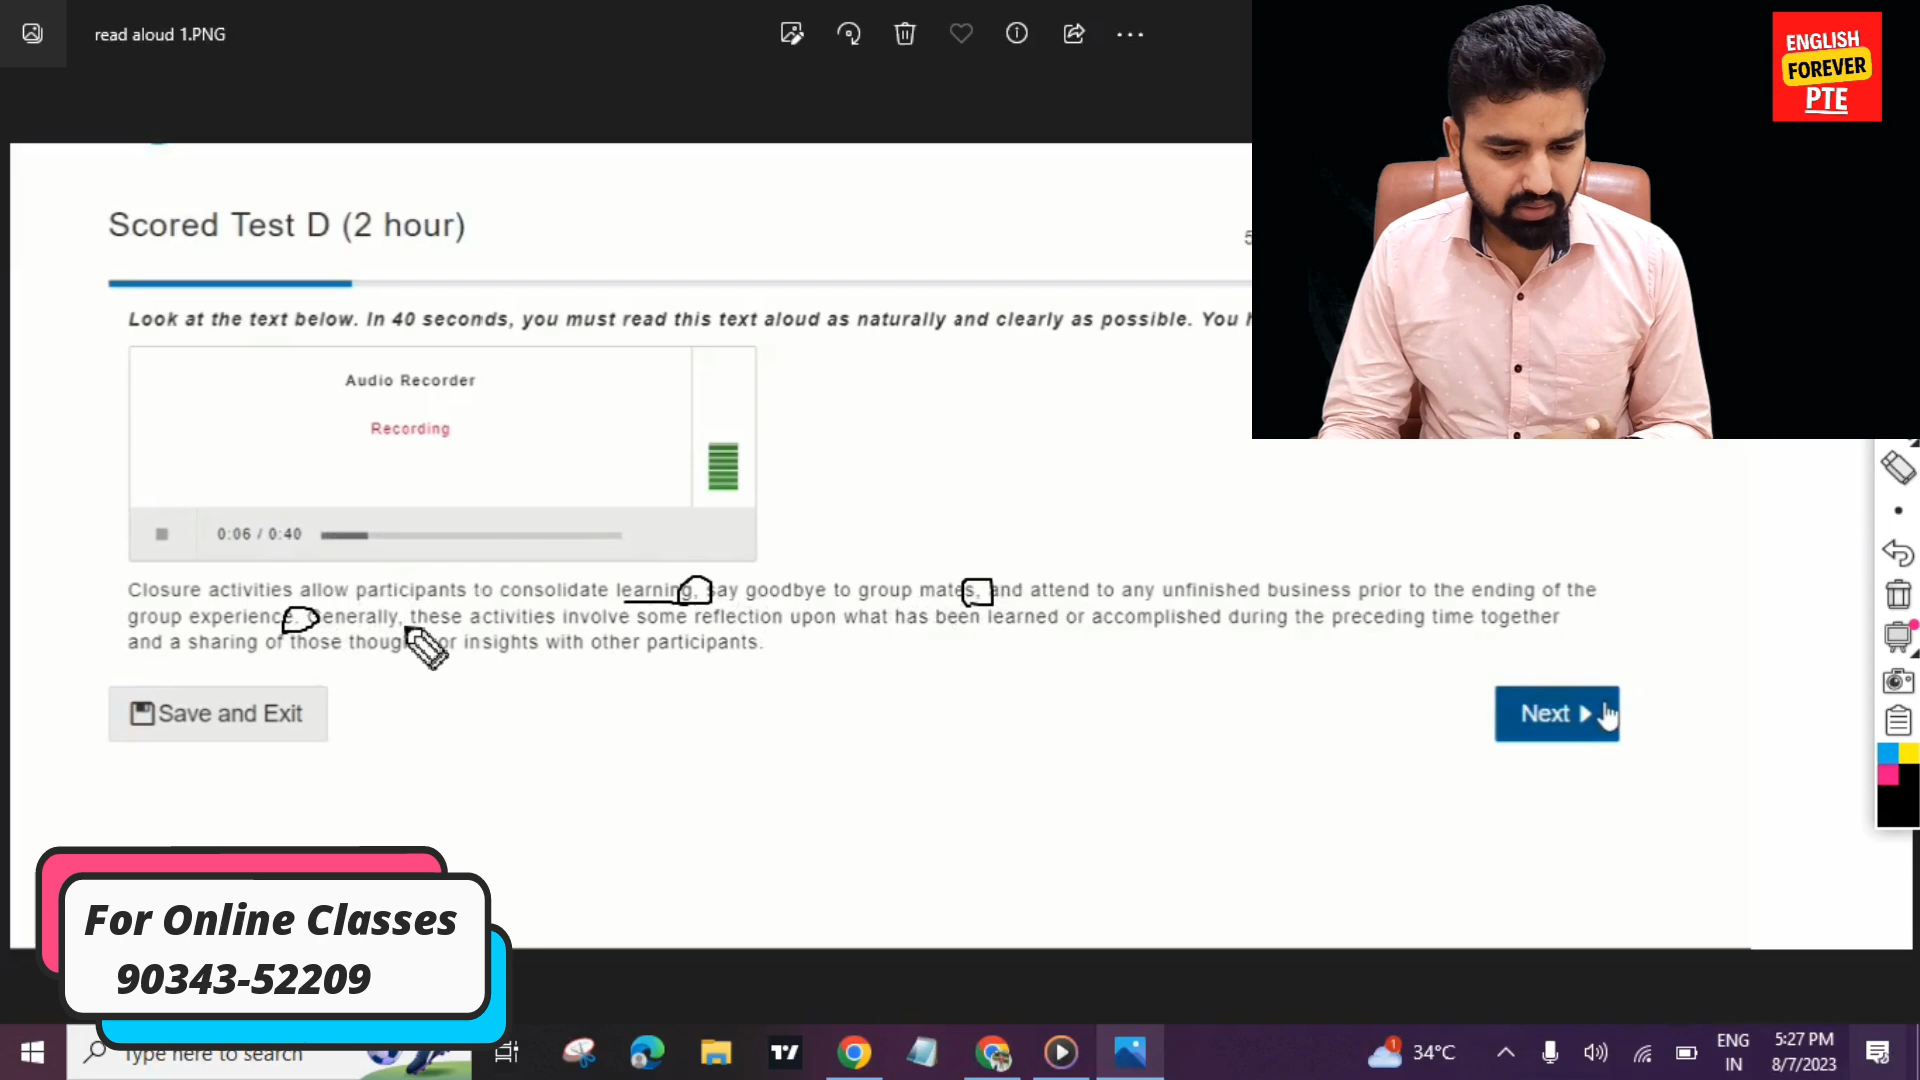 read aloud 1.PNG
ENGLISH
FOREVER
PTE
Scored Test D (2 hour)
Look at the text below. In 40 seconds, you must read this text aloud as naturally and clearly as possible. You
Audio Recorder
Recording
0:06 / 0:40
Closure activities allow participants to consolidate learning, say goodbye to group mates, and attend to any unfinished business prior to the ending of the
group experience. Generally, these activities involve some reflection upon what has been learned or accomplished during the preceding time together
and a sharing of those or insights with other participants.
Save and Exit
Next
For Online Classes
90343-52209
Type here to search
1
34°C
ENG
IN
5:27 PM
8/7/2023